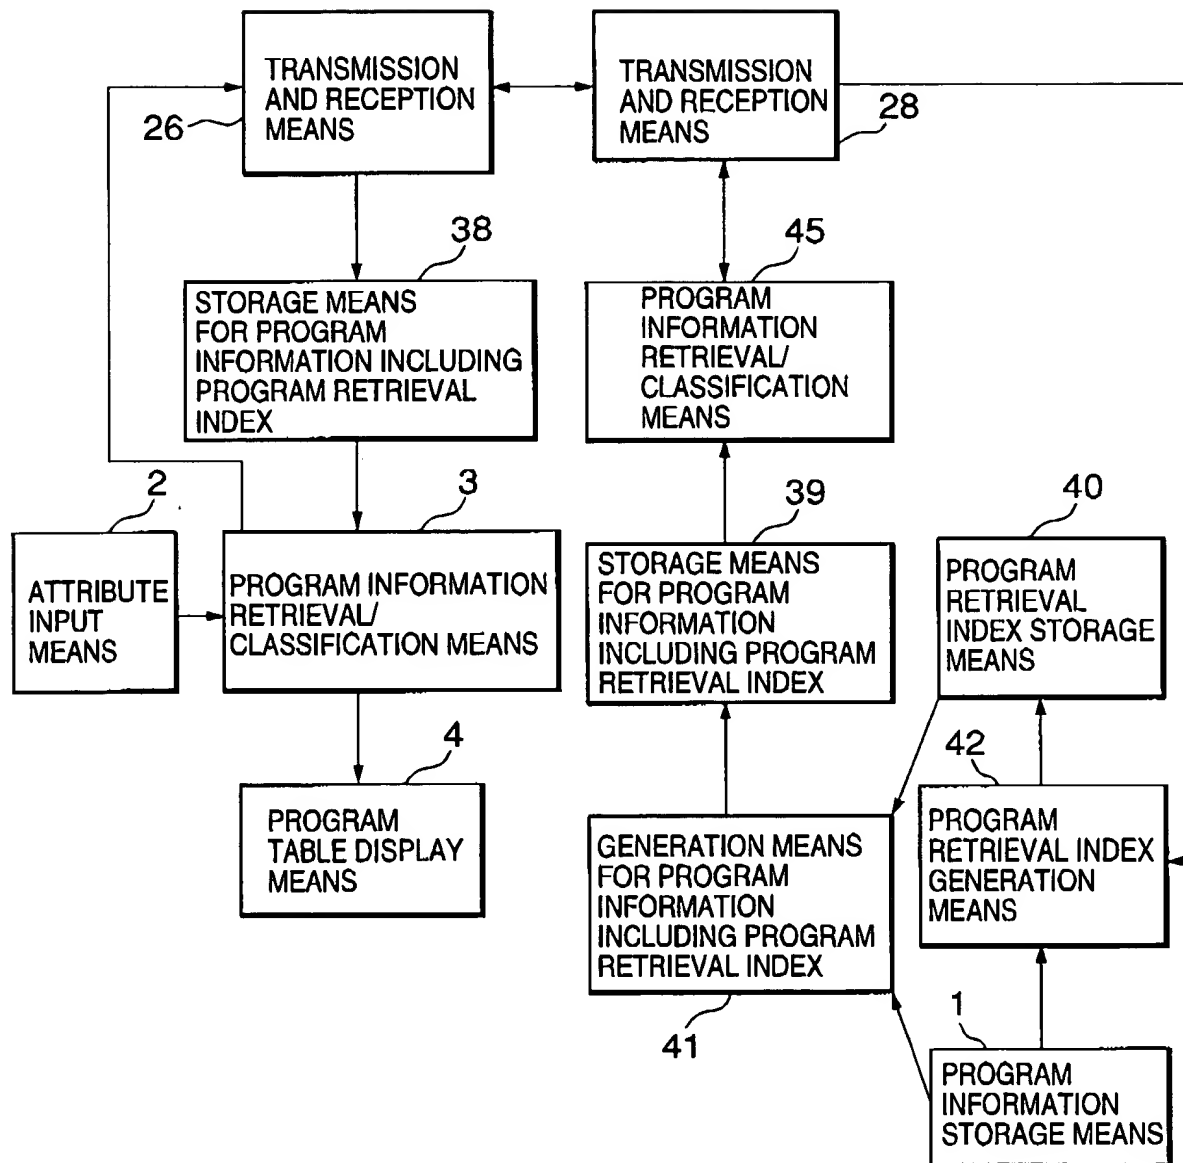 TRANSMISSION
AND RECEPTION
MEANS
26
TRANSMISSION
AND RECEPTION
MEANS
28
38
STORAGE MEANS
FOR PROGRAM
INFORMATION INCLUDING
PROGRAM RETRIEVAL
INDEX
45
PROGRAM
INFORMATION
RETRIEVAL/
CLASSIFICATION
MEANS
2
ATTRIBUTE
INPUT
MEANS
3
PROGRAM INFORMATION
RETRIEVAL/
CLASSIFICATION MEANS
39
STORAGE MEANS
FOR PROGRAM
INFORMATION
INCLUDING PROGRAM
RETRIEVAL INDEX
40
PROGRAM
RETRIEVAL
INDEX STORAGE
MEANS
4
PROGRAM
TABLE DISPLAY
MEANS
GENERATION MEANS
FOR PROGRAM
INFORMATION
INCLUDING PROGRAM
RETRIEVAL INDEX
41
42
PROGRAM
RETRIEVAL INDEX
GENERATION
MEANS
1
PROGRAM
INFORMATION
STORAGE MEANS